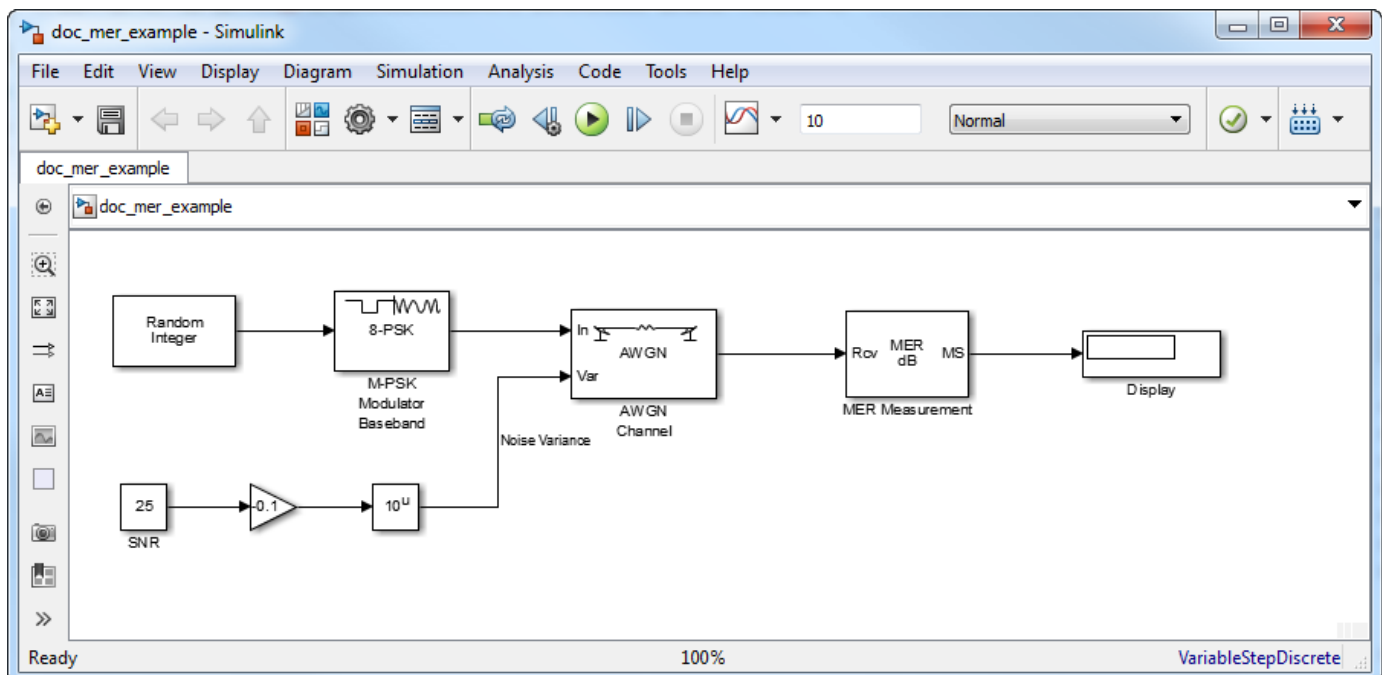 doc_mer_example - Simulink
File Edit View Display Diagram Simulation Analysis Code Tools Help
10
Normal
doc_mer_example
doc_mer_example
Random
Integer
8-PSK
M-PSK
Modulator
Baseband
In
AWGN
Var
AWGN
Channel
Rcv MER MS
dB
MER Measurement
Display
Noise Variance
25
SNR
-0.1
10ᵘ
Ready
100%
VariableStepDiscrete